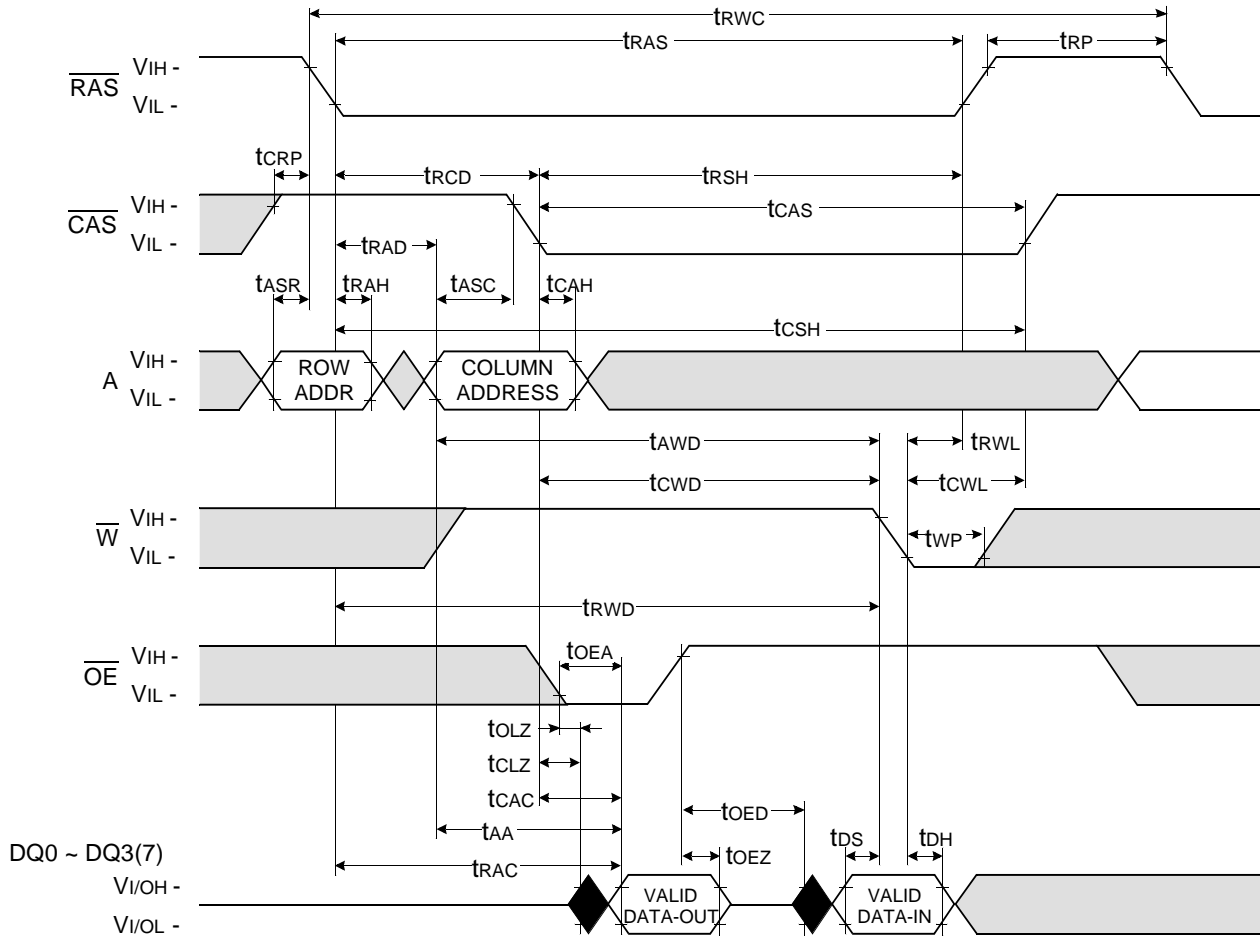 tRWC
tRAS tRP
RAS VIH -
VIL -
tCRP tRCD tRSH
CAS VIH -
tCAS
VIL -
tRAD
tASR tRAH tASC tCAH
tCSH
A VIH -
VIL -
ROW ADDR
COLUMN ADDRESS
tAWD tRWL
tCWD tCWL
W VIH -
VIL -
tWP
tRWD
OE VIH -
VIL -
tOEA
tOLZ
tCLZ
tCAC
tOED
tAA
tDS tDH
tOEZ
DQ0 ~ DQ3(7)
tRAC
VI/OH -
VI/OL -
VALID DATA-OUT
VALID DATA-IN